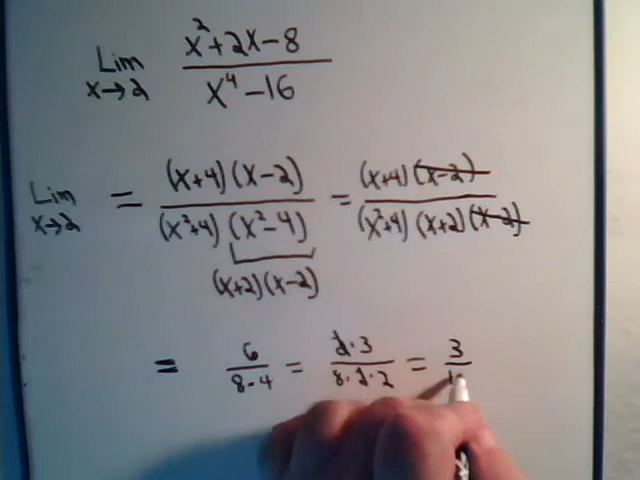 Lim x→2 x²+2x-8 / x⁴-16
Lim x→2 = (x+4)(x-2) / (x²+4)(x²-4) = (x+4)(x-2) / (x²+4)(x+2)(x-2)
(x+2)(x-2)
= 6 / 8·4 = 2·3 / 8·2·2 = 3 / 1